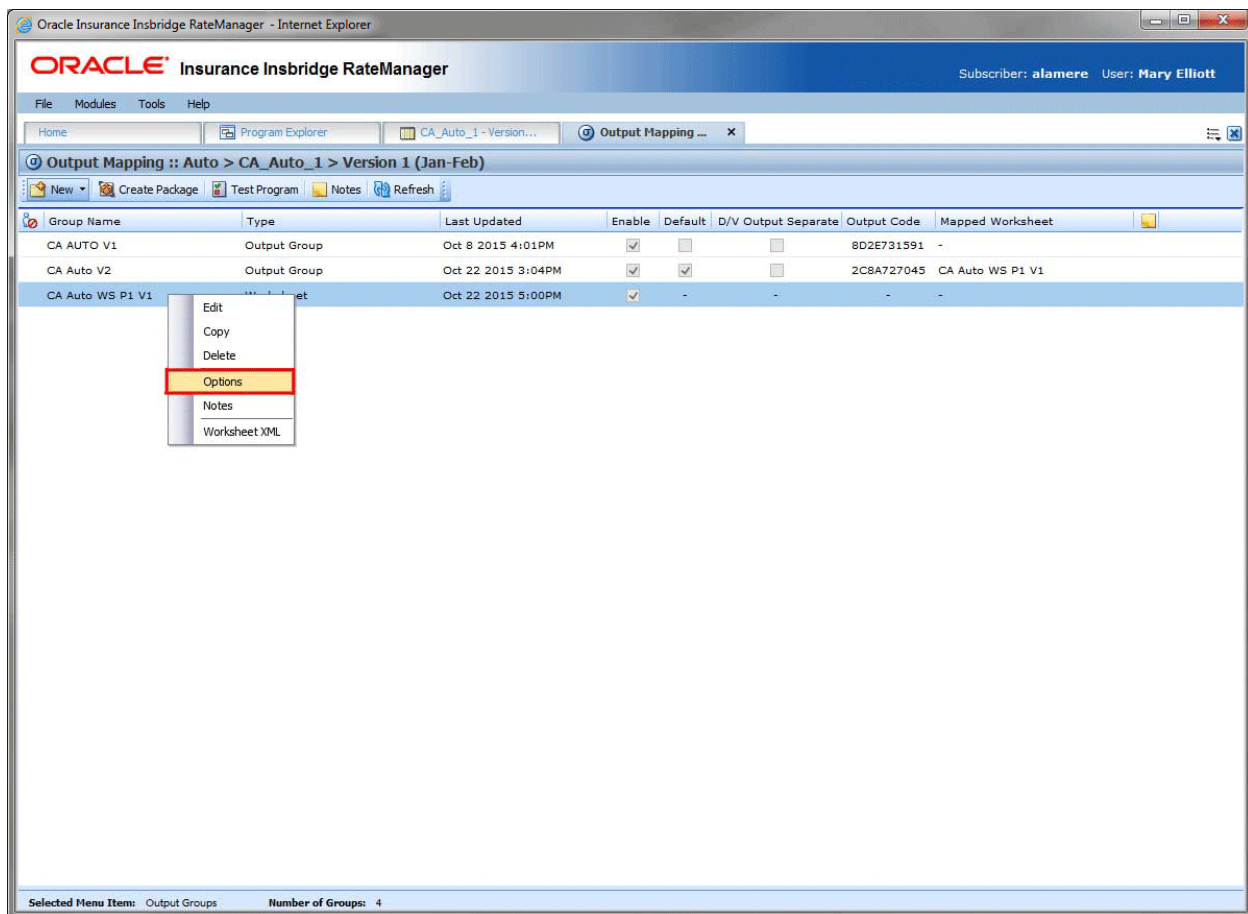 Oracle Insurance Insbridge RateManager - Internet Explorer
ORACLE Insurance Insbridge RateManager
Subscriber: alamere User: Mary Elliott
File Modules Tools Help
Home Program Explorer CA_Auto_1 - Version... Output Mapping ... x
Output Mapping :: Auto > CA_Auto_1 > Version 1 (Jan-Feb)
New Create Package Test Program Notes Refresh
Group Name Type Last Updated Enable Default D/V Output Separate Output Code Mapped Worksheet
CA AUTO V1 Output Group Oct 8 2015 4:01PM 8D2E731591 -
CA Auto V2 Output Group Oct 22 2015 3:04PM 2C8A727045 CA Auto WS P1 V1
CA Auto WS P1 V1 Oct 22 2015 5:00PM - - - -
Edit
Copy
Delete
Options
Notes
Worksheet XML
Selected Menu Item: Output Groups Number of Groups: 4